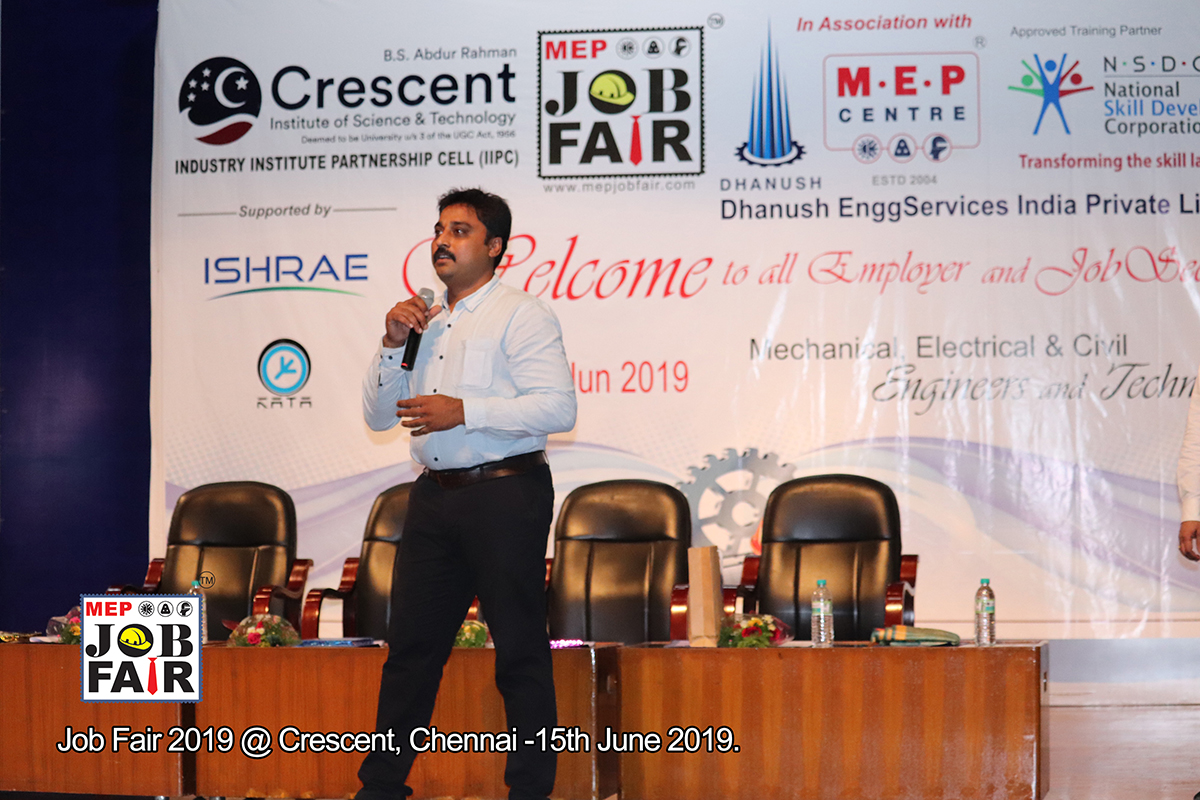 B.S. Abdur Rahman
Crescent
Institute of Science & Technology
Deemed to be University u/s 3 of the UGC Act, 1956
INDUSTRY INSTITUTE PARTNERSHIP CELL (IIPC)
TM
MEP
JOB
FAIR
www.mepjobfair.com
In Association with
DHANUSH
M·E·P
CENTRE
ESTD 2004
R
Dhanush EnggServices India Private Li
Approved Training Partner
N·S·D·C
National
Skill Devel
Corporation
Transforming the skill la
Supported by
ISHRAE
KATA
Welcome to all Employer and JobSe
Jun 2019
Mechanical, Electrical & Civil
Engineers and Techn
TM
MEP
JOB
FAIR
Job Fair 2019 @ Crescent, Chennai -15th June 2019.